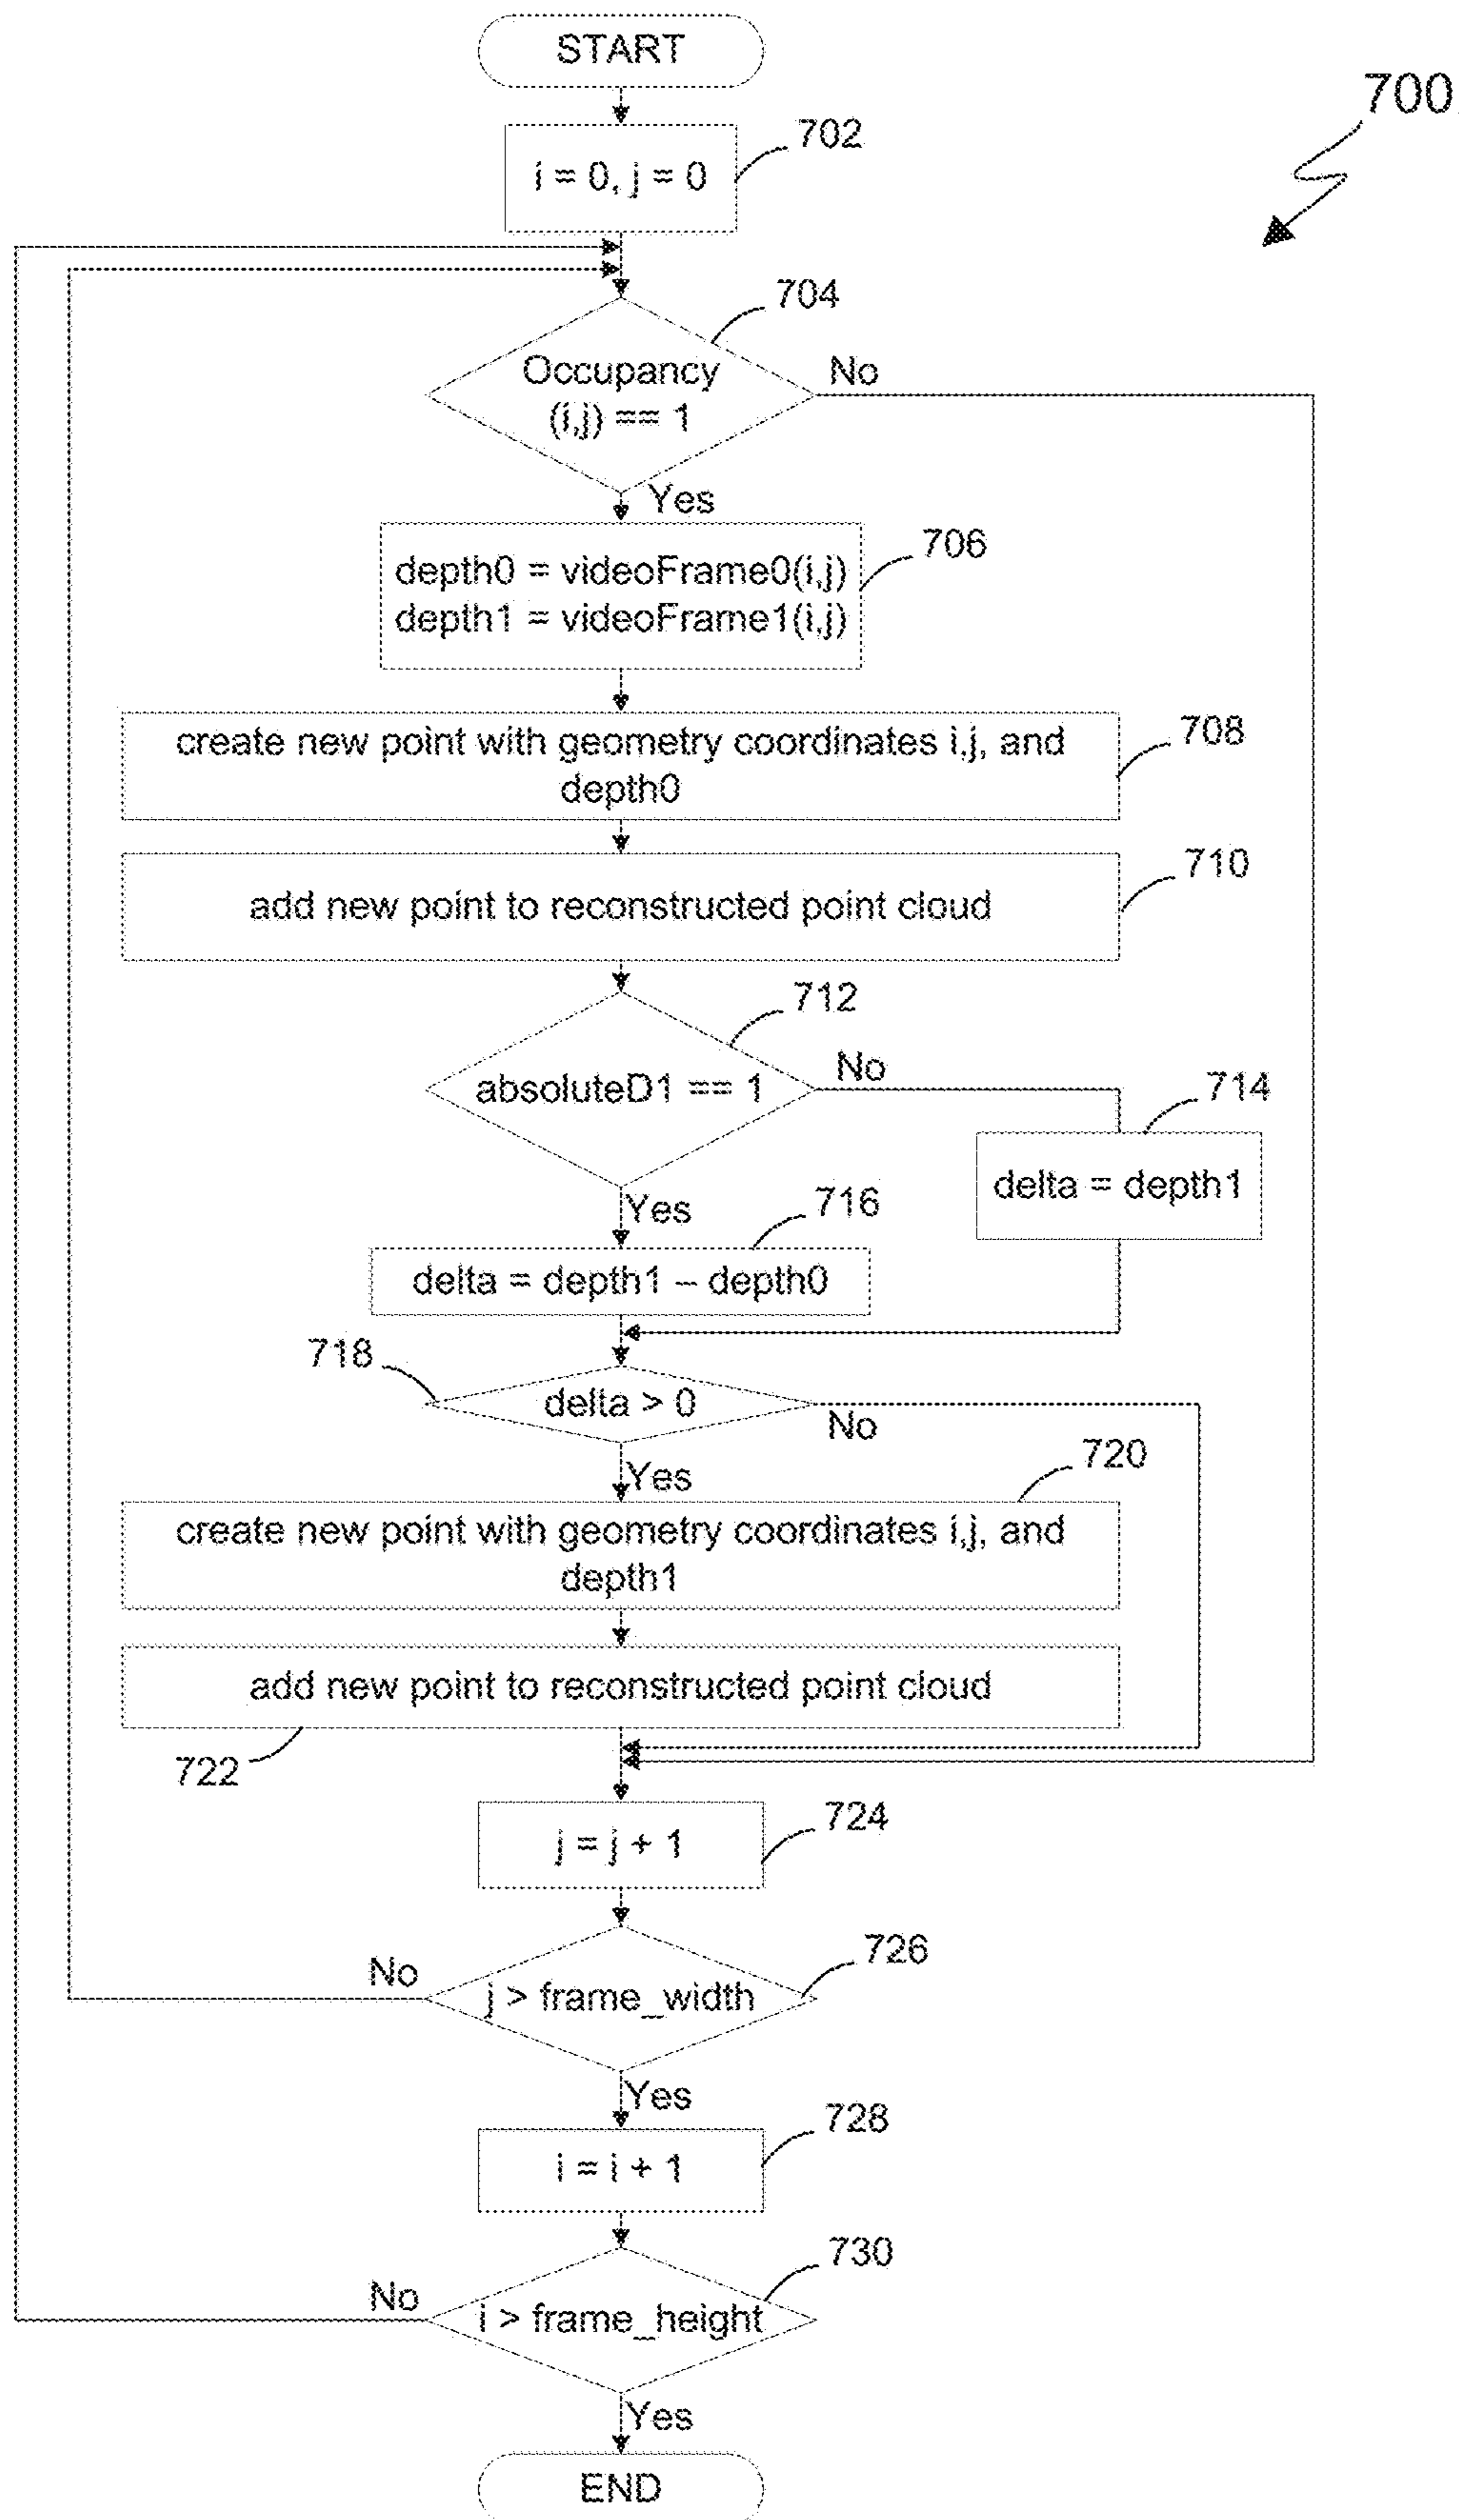 START
700
702
i = 0, j = 0
704
Occupancy
(i,j) == 1
No
Yes
706
depth0 = videoFrame0(i,j)
depth1 = videoFrame1(i,j)
708
create new point with geometry coordinates i,j, and
depth0
710
add new point to reconstructed point cloud
712
absoluteD1 == 1
No
714
delta = depth1
Yes
716
delta = depth1 – depth0
718
delta > 0
No
Yes
720
create new point with geometry coordinates i,j, and
depth1
add new point to reconstructed point cloud
722
724
j = j + 1
726
No
j > frame_width
Yes
728
i = i + 1
730
No
i > frame_height
Yes
END